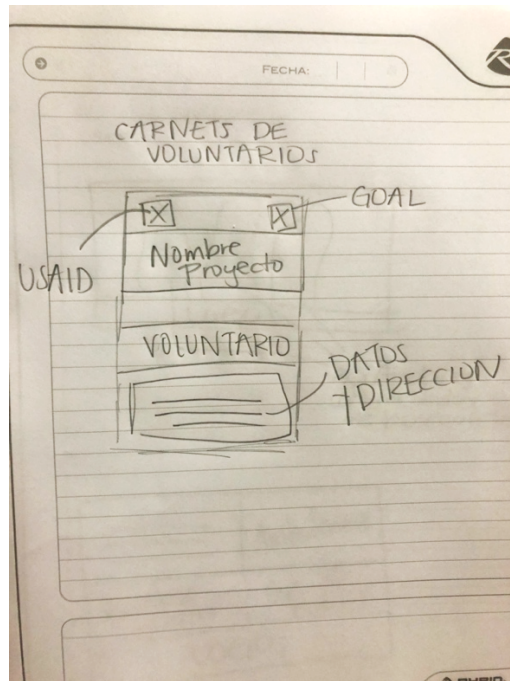 FECHA:
CARNETS DE
VOLUNTARIOS
GOAL
USAID
Nombre
Proyecto
VOLUNTARIO
DATOS
Y DIRECCION